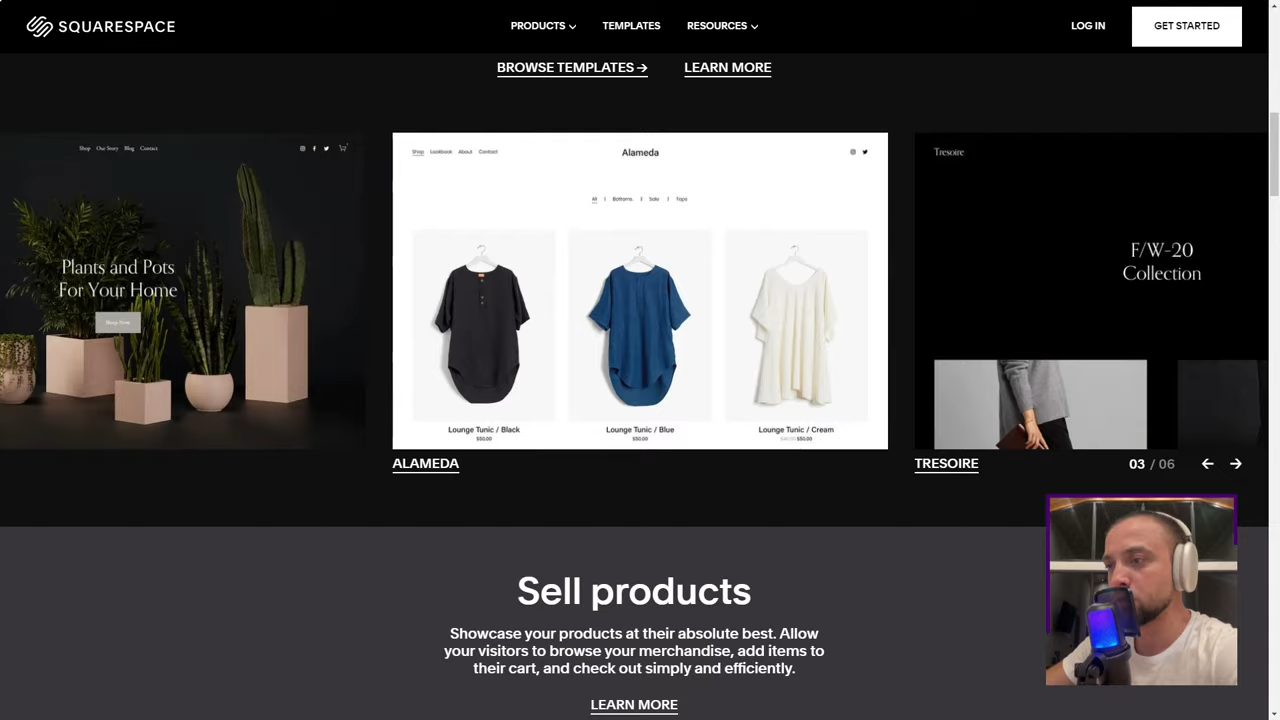 SQUARESPACE
PRODUCTS
TEMPLATES
RESOURCES
LOG IN
GET STARTED
BROWSE TEMPLATES →
LEARN MORE
Shop Our Story Blog Contact
Plants and Pots
For Your Home
Shop Now
ALAMEDA
Shop Lookbook About Contact
Alameda
All | Bottoms | Sale | Tops
Lounge Tunic / Black
$50.00
Lounge Tunic / Blue
$50.00
Lounge Tunic / Cream
$50.00
Tresoire
F/W-20
Collection
TRESOIRE
03 / 06
← →
Sell products
Showcase your products at their absolute best. Allow
your visitors to browse your merchandise, add items to
their cart, and check out simply and efficiently.
LEARN MORE